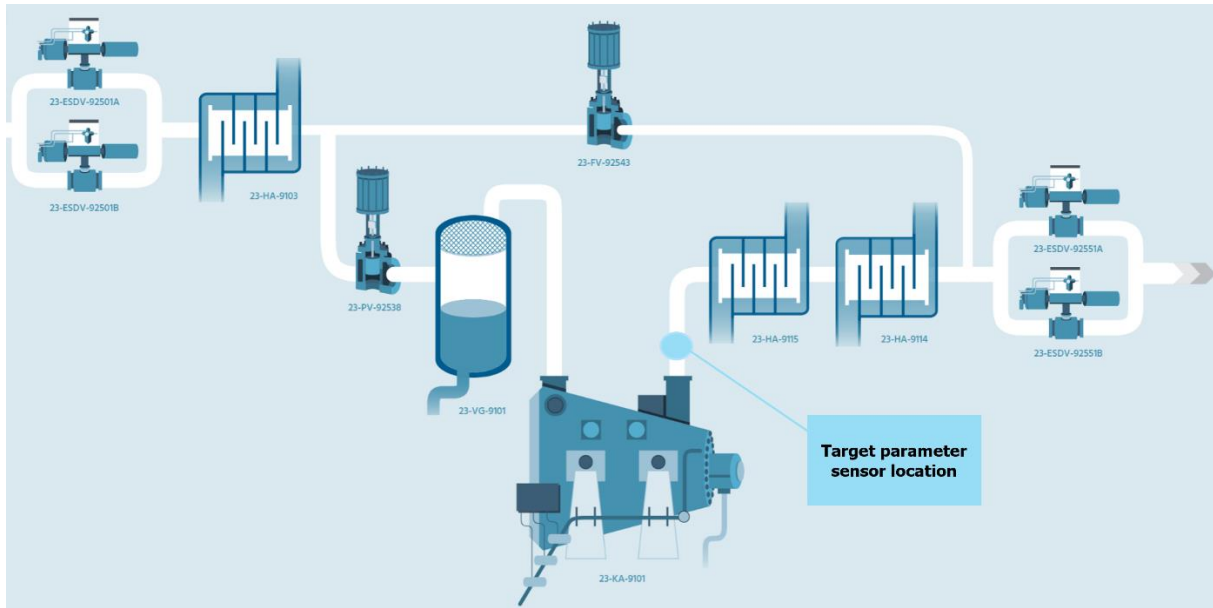 23-ESDV-92501A
23-ESDV-92501B
23-HA-9103
23-FV-92543
23-PV-92538
23-VG-9101
23-HA-9115
23-HA-9114
23-ESDV-92551A
23-ESDV-92551B
Target parameter
sensor location
23-KA-9101